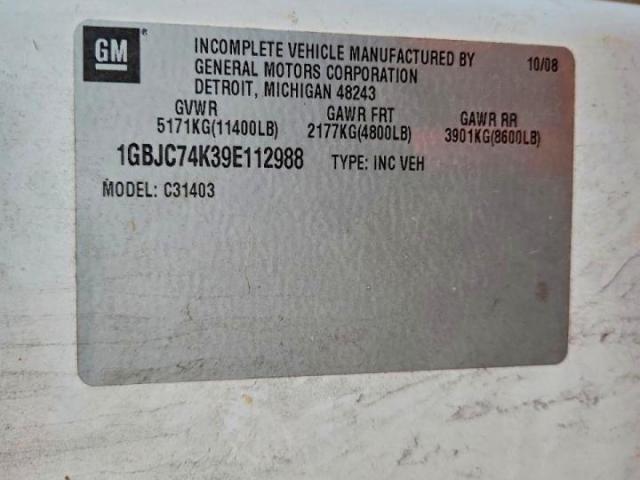 GM
INCOMPLETE VEHICLE MANUFACTURED BY 10/08
GENERAL MOTORS CORPORATION
DETROIT, MICHIGAN 48243
GVWR GAWR FRT GAWR RR
5171KG(11400LB) 2177KG(4800LB) 3901KG(8600LB)
1GBJC74K39E112988 TYPE: INC VEH
MODEL: C31403